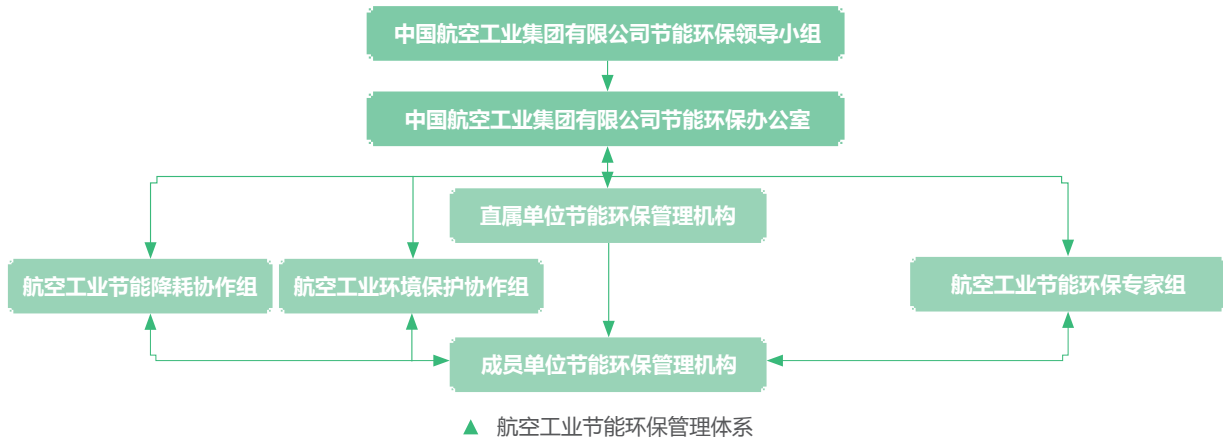 中国航空工业集团有限公司节能环保领导小组
中国航空工业集团有限公司节能环保办公室
直属单位节能环保管理机构
航空工业节能降耗协作组
航空工业环境保护协作组
航空工业节能环保专家组
成员单位节能环保管理机构
▲ 航空工业节能环保管理体系